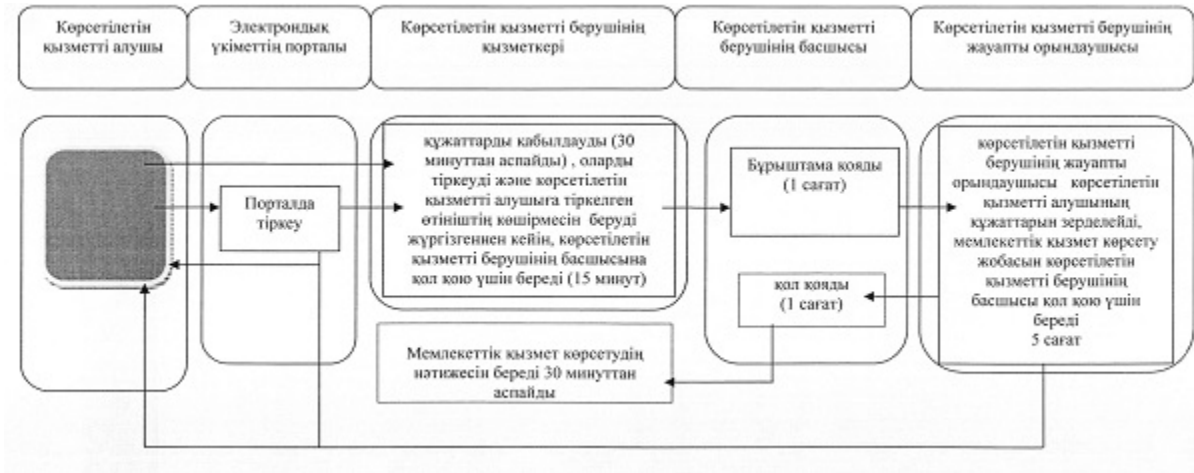 Көрсетілетін
қызметті алушы
Электрондық
үкіметтің порталы
Көрсетілетін қызметті берушінің
қызметкері
Көрсетілетін қызметті
берушінің басшысы
Көрсетілетін қызметті берушінің
жауапты орындаушысы
Порталда
тіркеу
құжаттарды қабылдауды (30
минуттан аспайды) , оларды
тіркеуді және көрсетілетін
қызметті алушыға тіркелген
өтініштің көшірмесін беруді
жүргізгеннен кейін, көрсетілетін
қызметті берушінің басшысына
қол қою үшін береді (15 минут)
Мемлекеттік қызмет көрсетудің
нәтижесін береді 30 минуттан
аспайды
Бұрыштама қояды
(1 сағат)
қол қояды
(1 сағат)
көрсетілетін қызметті
берушінің жауапты
орындаушысы көрсетілетін
қызметті алушының
құжаттарын зерделейді,
мемлекеттік қызмет көрсету
жобасын көрсетілетін
қызметті берушінің
басшысы қол қою үшін
береді
5 сағат